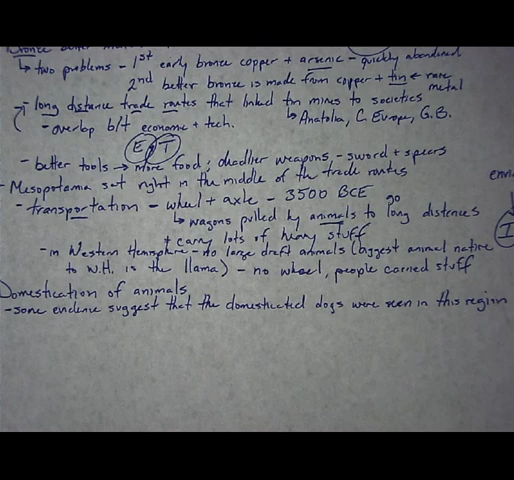 Bronze better
↳ two problems - 1st early bronze copper + arsenic - quickly abandoned
2nd better bronze is made from copper + tin ← rare metal
- long distance trade routes that linked tin mines to societies
↳ Anatolia, C. Europe, G.B.
- overlap b/t economic + tech.
E T
- better tools → more food; deadlier weapons, - sword + spears
- Mesopotamia sat right in the middle of the trade routes
- transportation - wheel + axle - 3500 BCE
↳ wagons pulled by animals to go long distences
+ carry lots of heavy stuff
- in Western Hemisphere - no large draft animals (biggest animal native
to W.H. is the llama) - no wheel, people carried stuff
I
Domestication of animals
- some evidence suggest that the domesticated dogs were seen in this region